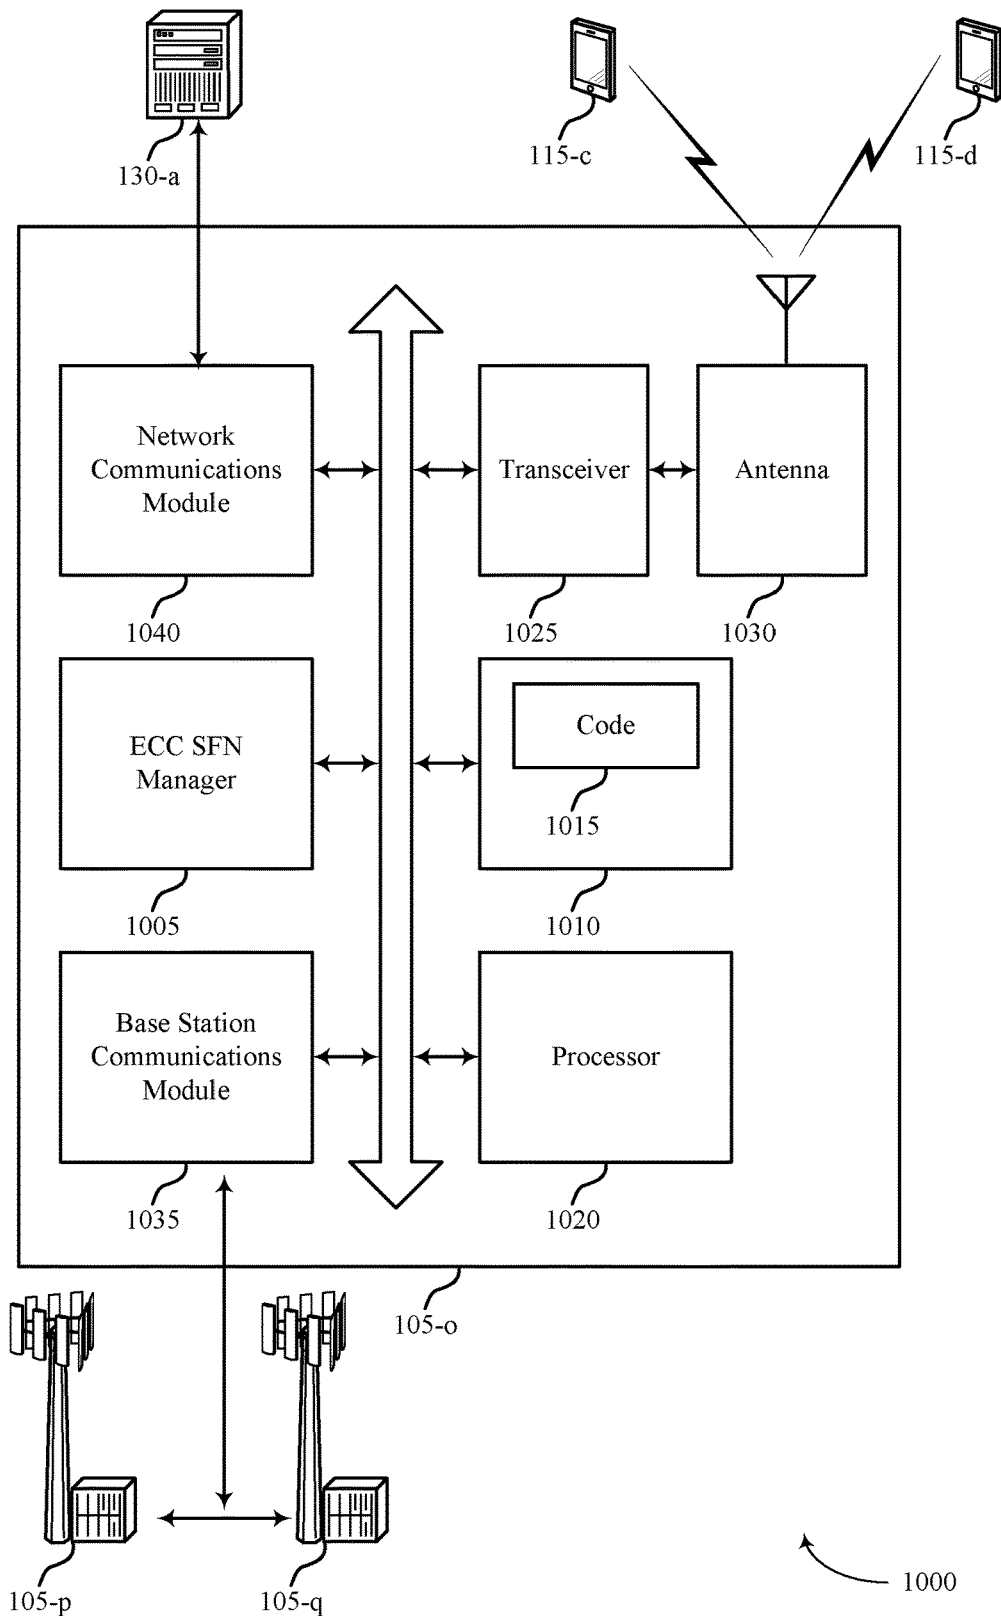 130-a
115-c
115-d
Network
Communications
Module
Transceiver
Antenna
1040
1025
1030
ECC SFN
Manager
Code
1015
1005
1010
Base Station
Communications
Module
Processor
1035
1020
105-o
105-p
105-q
1000